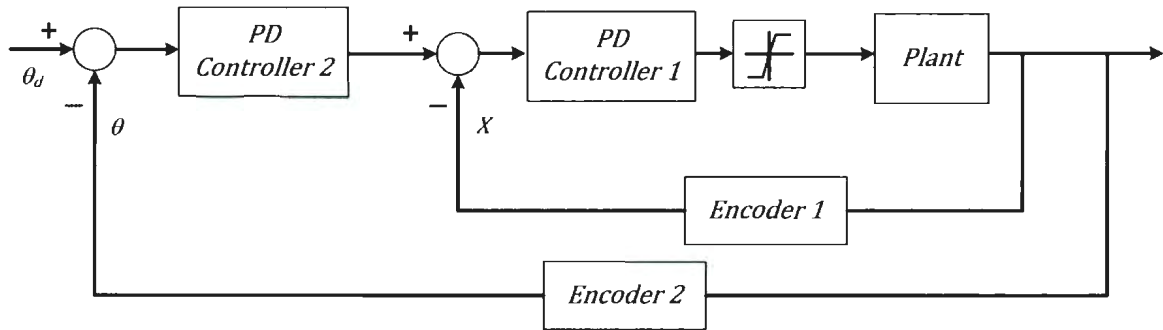 +
PD
Controller 2
+
PD
Controller 1
Plant
θd
−
θ
−
X
Encoder 1
Encoder 2